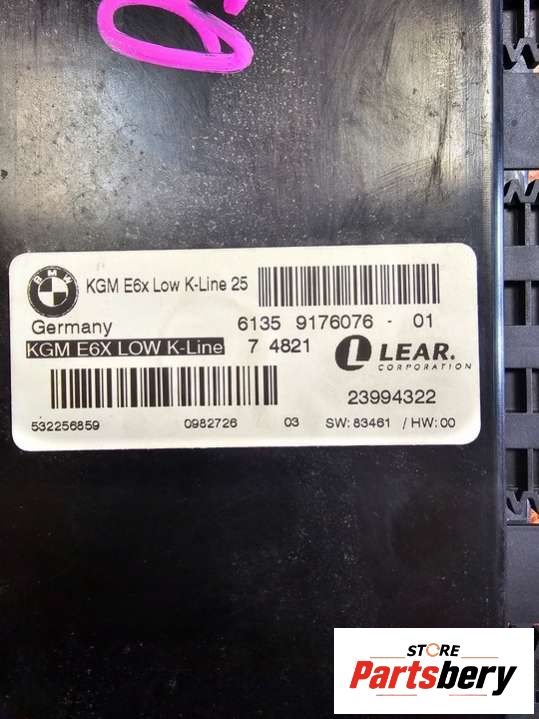 BMW
KGM E6x Low K-Line 25
Germany
6135 9176076 - 01
KGM E6X LOW K-Line
7 4821
LEAR.
CORPORATION
23994322
532256859 0982726 03 SW: 83461 / HW: 00
STORE
Partsbery